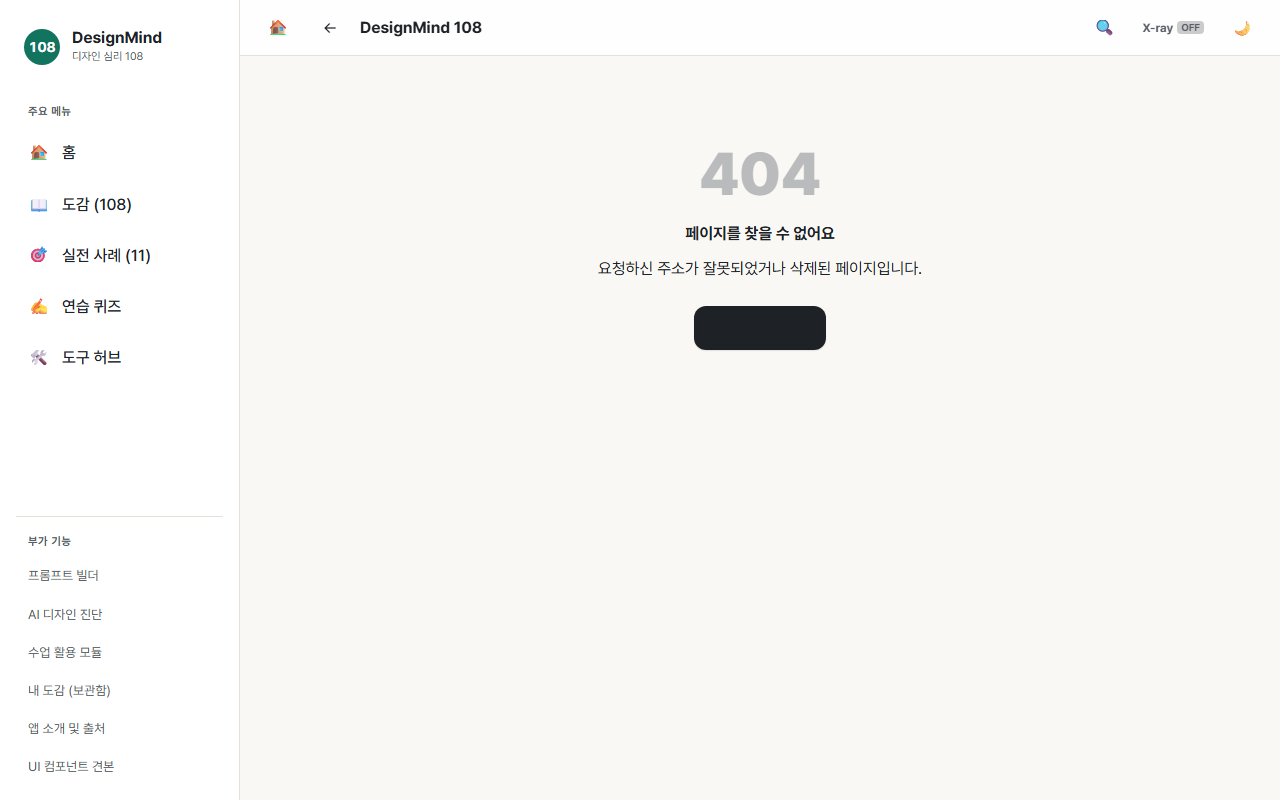 108
DesignMind
디자인 심리 108
주요 메뉴
홈
도감 (108)
실전 사례 (11)
연습 퀴즈
도구 허브
부가 기능
프롬프트 빌더
AI 디자인 진단
수업 활용 모듈
내 도감 (보관함)
앱 소개 및 출처
UI 컴포넌트 견본
DesignMind 108
X-ray OFF
404
페이지를 찾을 수 없어요
요청하신 주소가 잘못되었거나 삭제된 페이지입니다.